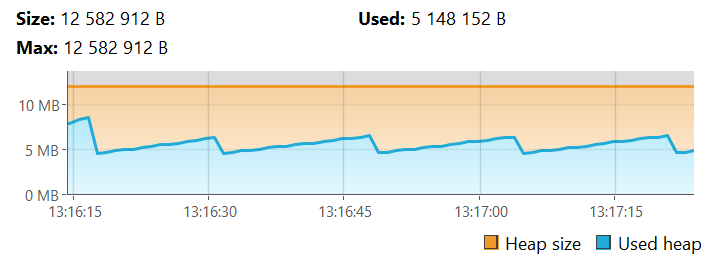 Size: 12 582 912 B Used: 5 148 152 B
Max: 12 582 912 B
10 MB
5 MB
0 MB
13:16:15 13:16:30 13:16:45 13:17:00 13:17:15
Heap size Used heap